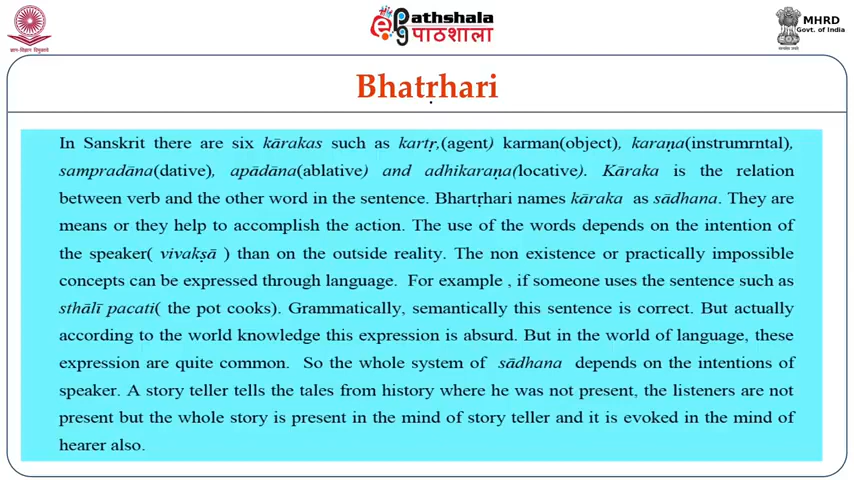 Pathshala
पाठशाला
MHRD
Govt. of India
Bhatṛhari
In Sanskrit there are six kārakas such as kartṛ,(agent) karman(object), karaṇa(instrumrntal),
sampradāna(dative), apādāna(ablative) and adhikaraṇa(locative). Kāraka is the relation
between verb and the other word in the sentence. Bhartṛhari names kāraka as sādhana. They are
means or they help to accomplish the action. The use of the words depends on the intention of
the speaker( vivakṣā ) than on the outside reality. The non existence or practically impossible
concepts can be expressed through language. For example , if someone uses the sentence such as
sthālī pacati( the pot cooks). Grammatically, semantically this sentence is correct. But actually
according to the world knowledge this expression is absurd. But in the world of language, these
expression are quite common. So the whole system of sādhana depends on the intentions of
speaker. A story teller tells the tales from history where he was not present, the listeners are not
present but the whole story is present in the mind of story teller and it is evoked in the mind of
hearer also.